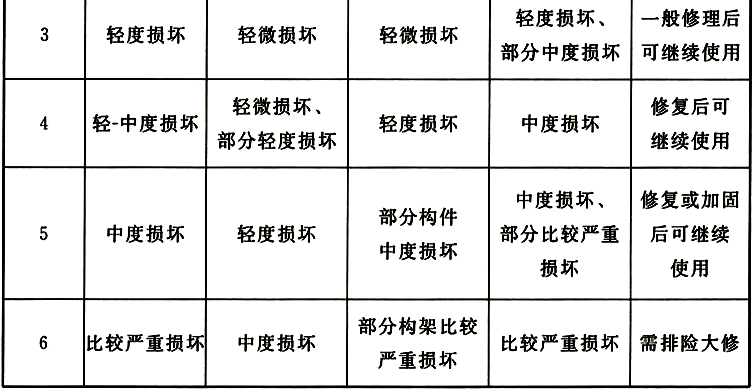 3 轻度损坏 轻微损坏 轻微损坏 轻度损坏、部分中度损坏 一般修理后可继续使用
4 轻-中度损坏 轻微损坏、部分轻度损坏 轻度损坏 中度损坏 修复后可继续使用
5 中度损坏 轻度损坏 部分构件中度损坏 中度损坏、部分比较严重损坏 修复或加固后可继续使用
6 比较严重损坏 中度损坏 部分构架比较严重损坏 比较严重损坏 需排险大修